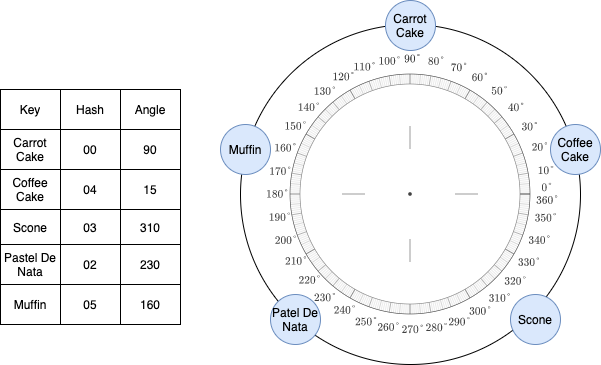 Key Hash Angle
Carrot
Cake
00 90
Coffee
Cake
04 15
Scone 03 310
Pastel De
Nata
02 230
Muffin 05 160
Carrot
Cake
Coffee
Cake
Muffin
Patel De
Nata
Scone
0°
10°
20°
30°
40°
50°
60°
70°
80°
90°
100°
110°
120°
130°
140°
150°
160°
170°
180°
190°
200°
210°
220°
230°
240°
250°
260°
270°
280°
290°
300°
310°
320°
330°
340°
350°
360°